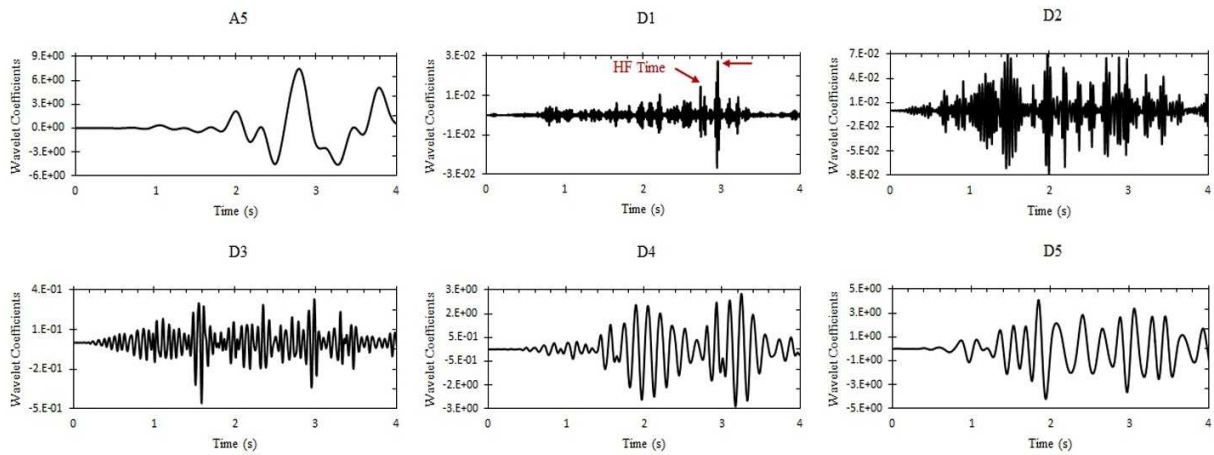 A5
D1
D2
Wavelet Coefficients
9.E+00
6.E+00
3.E+00
0.E+00
-3.E+00
-6.E+00
0 1 2 3 4
Time (s)
Wavelet Coefficients
3.E-02
1.E-02
-1.E-02
-3.E-02
HF Time
0 1 2 3 4
Time (s)
Wavelet Coefficients
7.E-02
4.E-02
1.E-02
-2.E-02
-5.E-02
-8.E-02
0 1 2 3 4
Time (s)
D3
D4
D5
Wavelet Coefficients
4.E-01
1.E-01
-2.E-01
-5.E-01
0 1 2 3 4
Time (s)
Wavelet Coefficients
3.E+00
2.E+00
5.E-01
-5.E-01
-2.E+00
-3.E+00
0 1 2 3 4
Time (s)
Wavelet Coefficients
5.E+00
3.E+00
1.E+00
-1.E+00
-3.E+00
-5.E+00
0 1 2 3 4
Time (s)